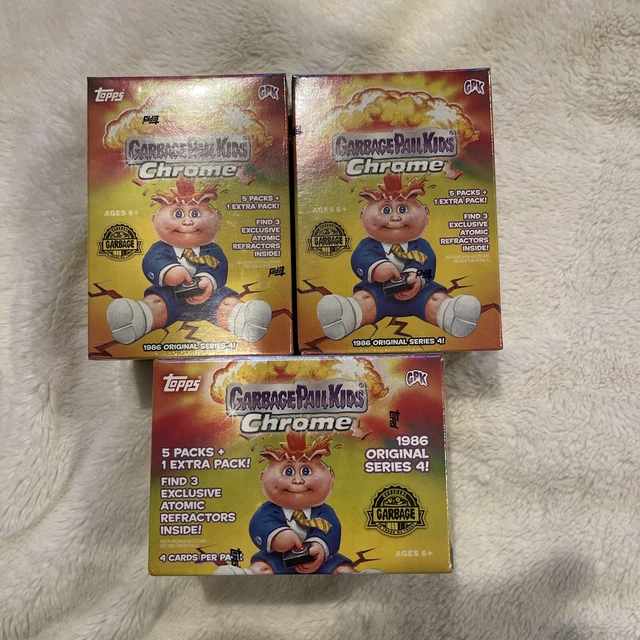 Topps
GPK
GARBAGE PAIL KIDS
Chrome
5 PACKS +
1 EXTRA PACK!
AGES 6+
FIND 3
EXCLUSIVE
ATOMIC
REFRACTORS
INSIDE!
GARBAGE
1986 ORIGINAL SERIES 4!
GPK
GARBAGE PAIL KIDS
Chrome
5 PACKS +
1 EXTRA PACK!
AGES 6+
FIND 3
EXCLUSIVE
ATOMIC
REFRACTORS
INSIDE!
GARBAGE
1986 ORIGINAL SERIES 4!
Topps
GPK
GARBAGE PAIL KIDS
Chrome
5 PACKS +
1 EXTRA PACK!
FIND 3
EXCLUSIVE
ATOMIC
REFRACTORS
INSIDE!
4 CARDS PER
1986
ORIGINAL
SERIES 4!
OFFICIAL
GARBAGE
AGES 6+